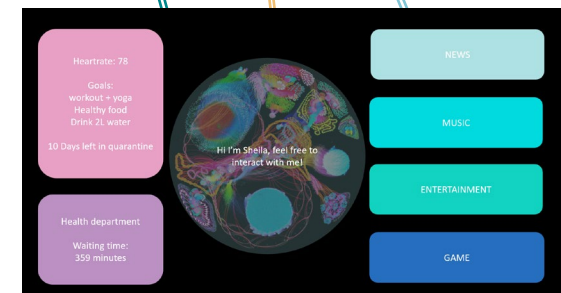 Heartrate: 78
Goals:
workout + yoga
Healthy food
Drink 2L water
10 Days left in quarantine
Health department
Waiting time:
359 minutes
Hi I'm Sheila, feel free to
interact with me!
NEWS
MUSIC
ENTERTAINMENT
GAME